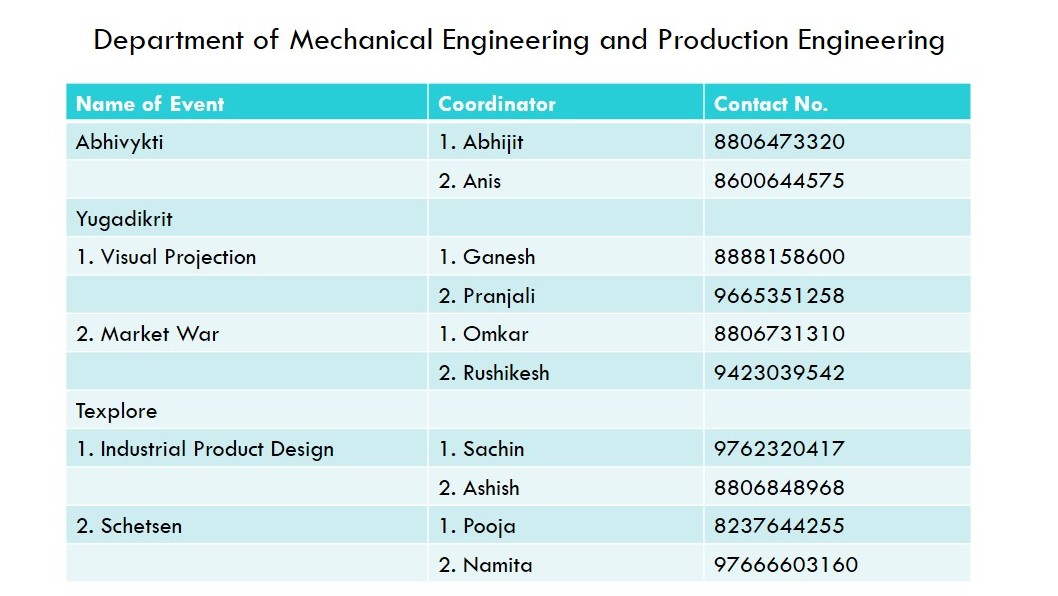 Department of Mechanical Engineering and Production Engineering
Name of Event Coordinator Contact No.
Abhivykti 1. Abhijit 8806473320
2. Anis 8600644575
Yugadikrit
1. Visual Projection 1. Ganesh 8888158600
2. Pranjali 9665351258
2. Market War 1. Omkar 8806731310
2. Rushikesh 9423039542
Texplore
1. Industrial Product Design 1. Sachin 9762320417
2. Ashish 8806848968
2. Schetsen 1. Pooja 8237644255
2. Namita 97666603160